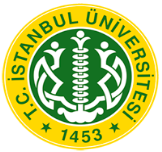 T.C. İSTANBUL ÜNİVERSİTESİ
* 1453 *